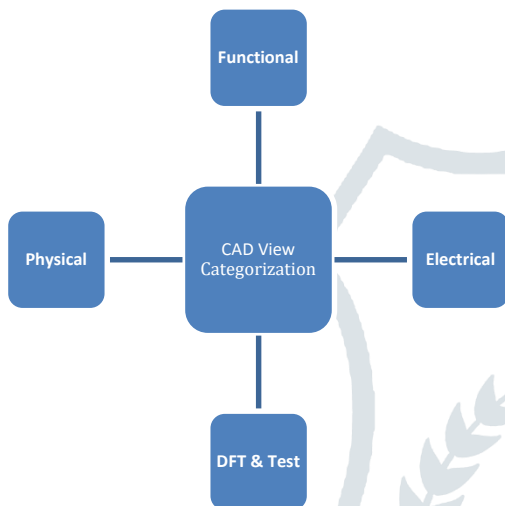 Functional
Physical
CAD View
Categorization
Electrical
DFT & Test